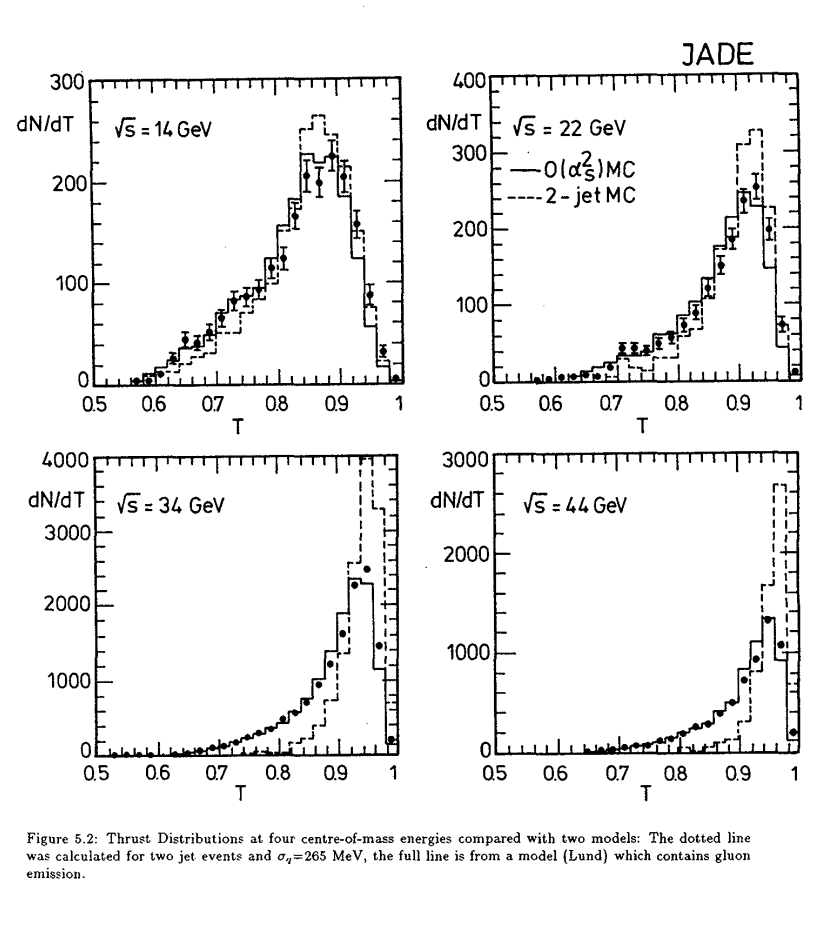 JADE
300
dN/dT
√s = 14 GeV
200
100
0
0.5 0.6 0.7 0.8 0.9 1
T
400
dN/dT
√s = 22 GeV
300
O(αs²)MC
2-jet MC
200
100
0
0.5 0.6 0.7 0.8 0.9 1
T
4000
dN/dT
√s = 34 GeV
3000
2000
1000
0
0.5 0.6 0.7 0.8 0.9 1
T
3000
dN/dT
√s = 44 GeV
2000
1000
0
0.5 0.6 0.7 0.8 0.9 1
T
Figure 5.2: Thrust Distributions at four centre-of-mass energies compared with two models: The dotted line
was calculated for two jet events and σq=265 MeV, the full line is from a model (Lund) which contains gluon
emission.